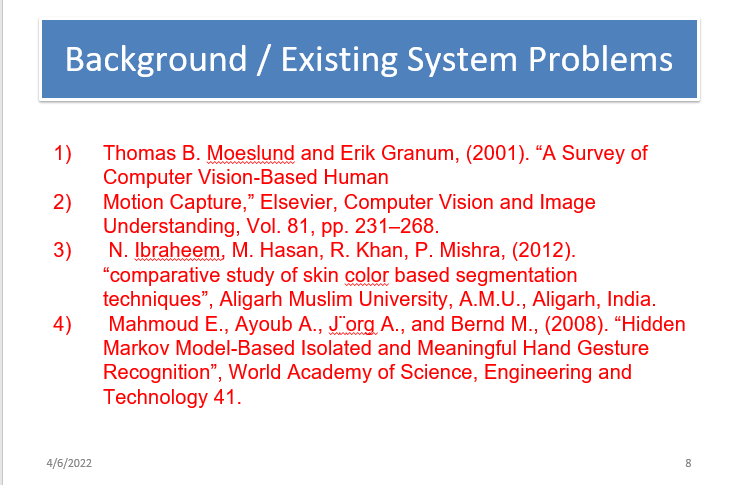 Background / Existing System Problems
1) Thomas B. Moeslund and Erik Granum, (2001). “A Survey of
Computer Vision-Based Human
2) Motion Capture,” Elsevier, Computer Vision and Image
Understanding, Vol. 81, pp. 231–268.
3) N. Ibraheem, M. Hasan, R. Khan, P. Mishra, (2012).
“comparative study of skin color based segmentation
techniques”, Aligarh Muslim University, A.M.U., Aligarh, India.
4) Mahmoud E., Ayoub A., J¨org A., and Bernd M., (2008). “Hidden
Markov Model-Based Isolated and Meaningful Hand Gesture
Recognition”, World Academy of Science, Engineering and
Technology 41.
4/6/2022 8